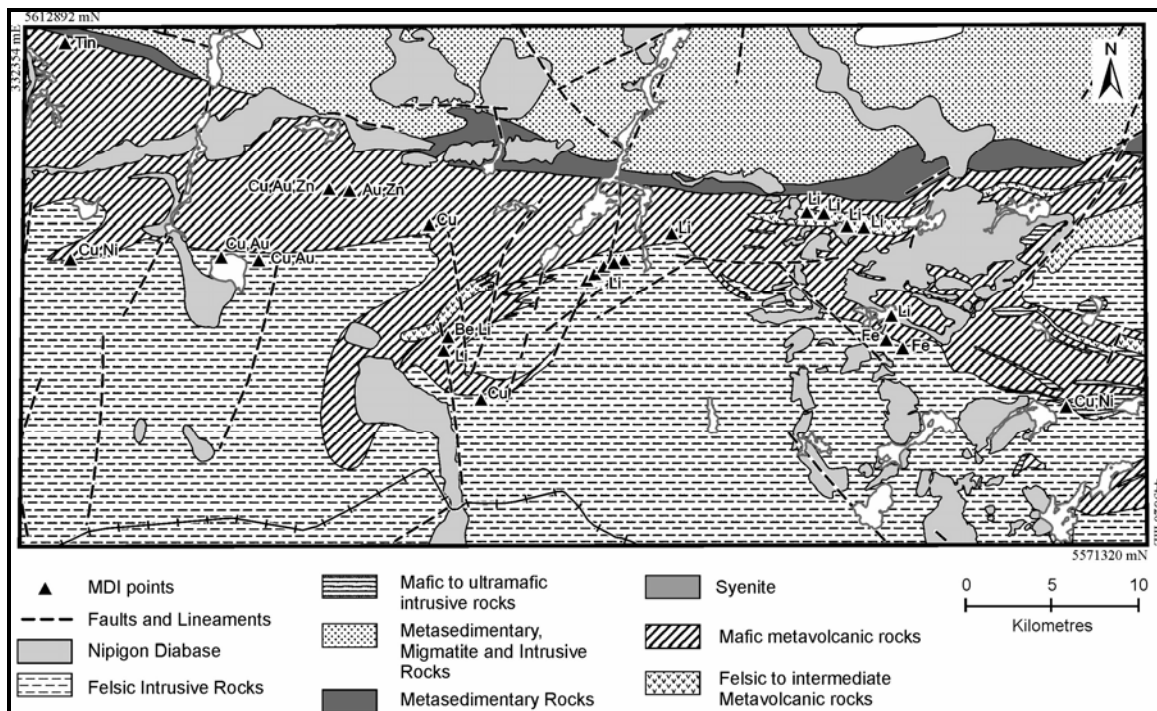 5612892 mN
332354 mE
Tin
N
Cu,Au,Zn
Au,Zn
Cu
Li
Li
Li
Li
Li
Cu,Ni
Cu,Au
Cu,Au
Li
Be,Li
Li
Li
Fe
Fe
Cu
Cu,Ni
5571320 mN
MDI points
Faults and Lineaments
Nipigon Diabase
Felsic Intrusive Rocks
Mafic to ultramafic
intrusive rocks
Metasedimentary,
Migmatite and Intrusive
Rocks
Metasedimentary Rocks
Syenite
Mafic metavolcanic rocks
Felsic to intermediate
Metavolcanic rocks
0 5 10
Kilometres